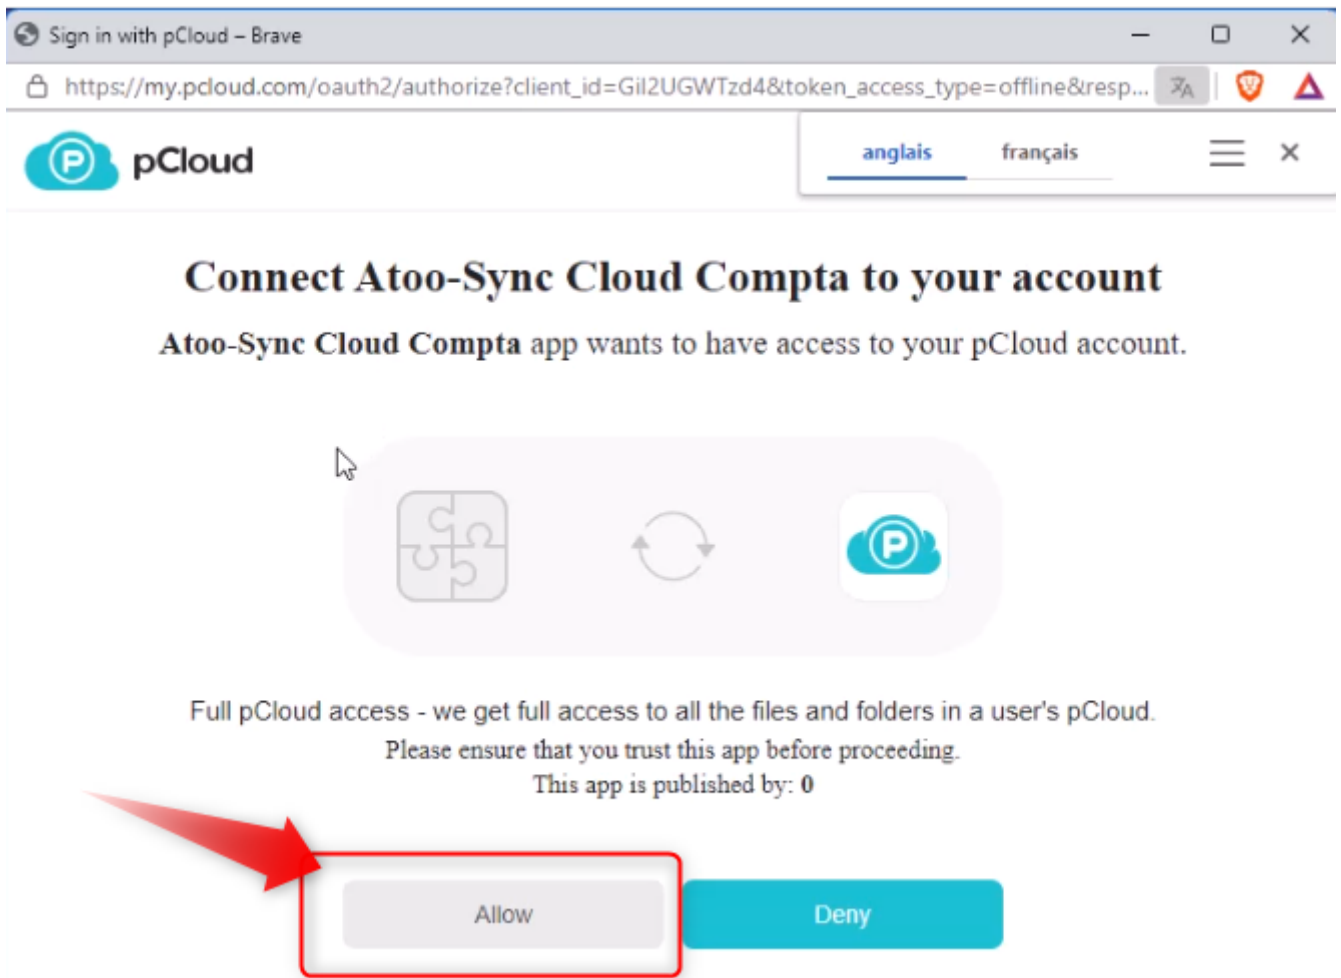 Sign in with pCloud – Brave
https://my.pcloud.com/oauth2/authorize?client_id=Gil2UGWTzd4&token_access_type=offline&resp...
pCloud
anglais français
Connect Atoo-Sync Cloud Compta to your account
Atoo-Sync Cloud Compta app wants to have access to your pCloud account.
Full pCloud access - we get full access to all the files and folders in a user's pCloud.
Please ensure that you trust this app before proceeding.
This app is published by: 0
Allow Deny